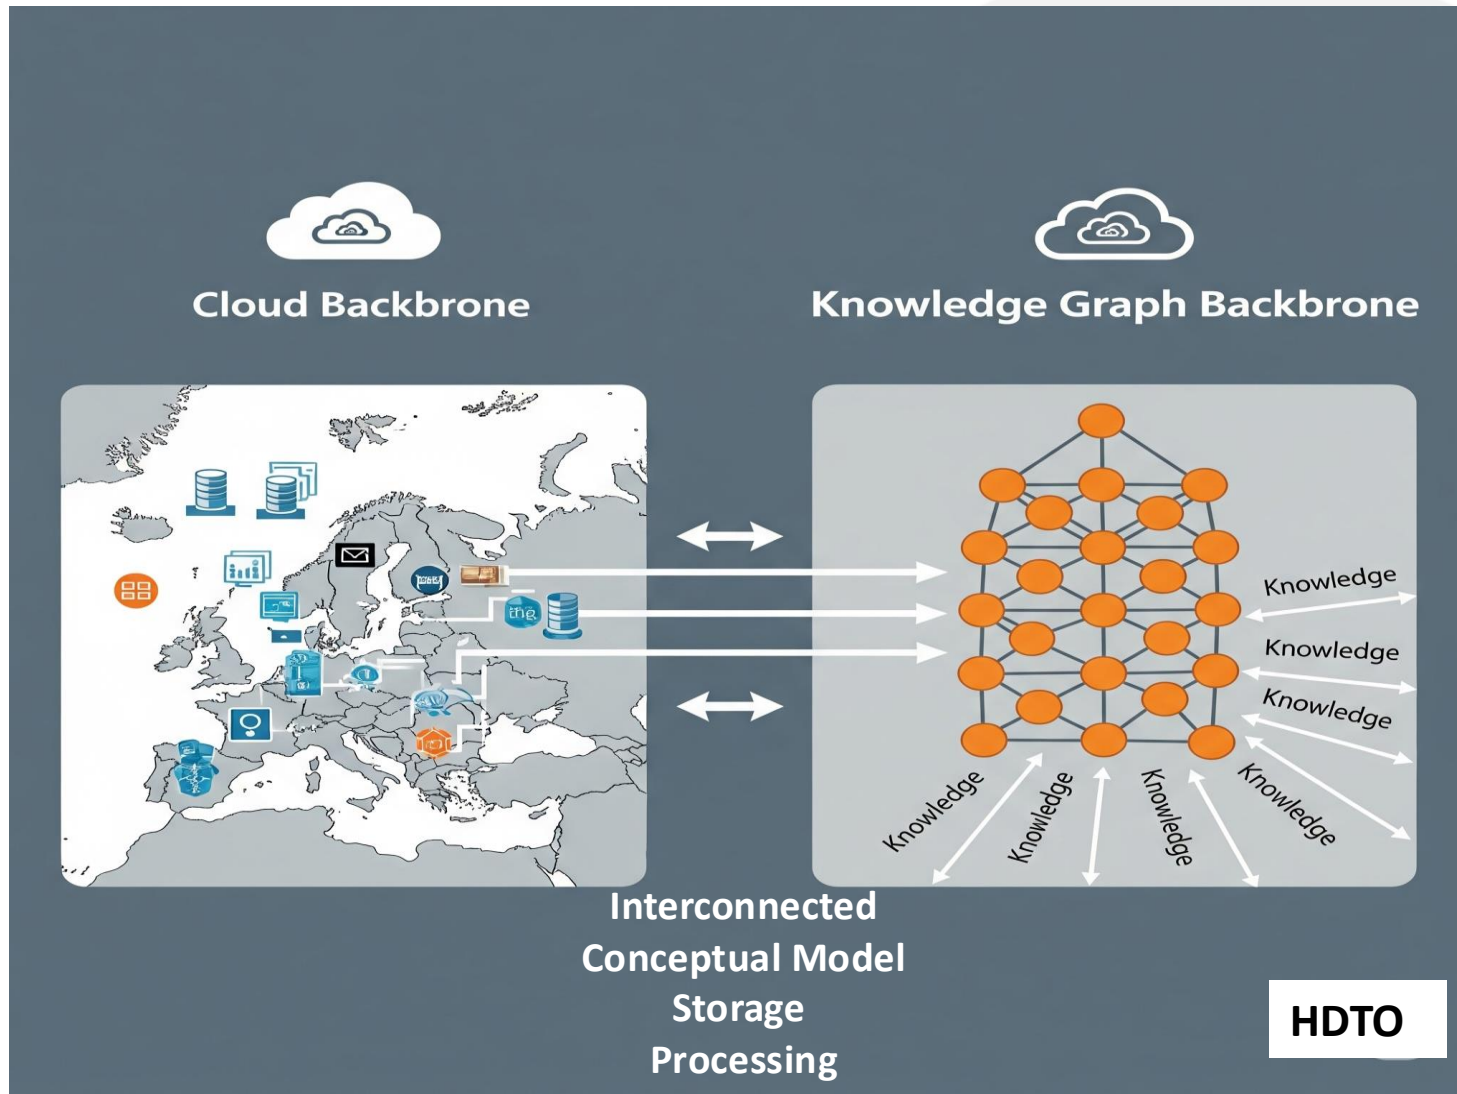 Cloud Backbrone
Knowledge Graph Backbrone
Knowledge
Knowledge
Knowledge
Knowledge
Knowledge
Knowledge
Knowledge
Interconnected
Conceptual Model
Storage
Processing
HDTO